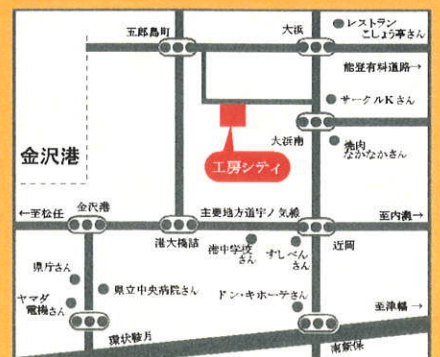 五郎島町
大浜
レストラン
こしょう亭さん
能登有料道路→
サークルKさん
大浜南
焼肉
なかなかさん
金沢港
工房シティ
←至松任
金沢港
主要地方道宇ノ気線
至内灘→
港大橋詰
港中学校
さん
すしべん
さん
近岡
県庁さん
県立中央病院さん
ヤマダ
電機さん
ドン・キホーテさん
至津幡→
環状鞍月
南新保